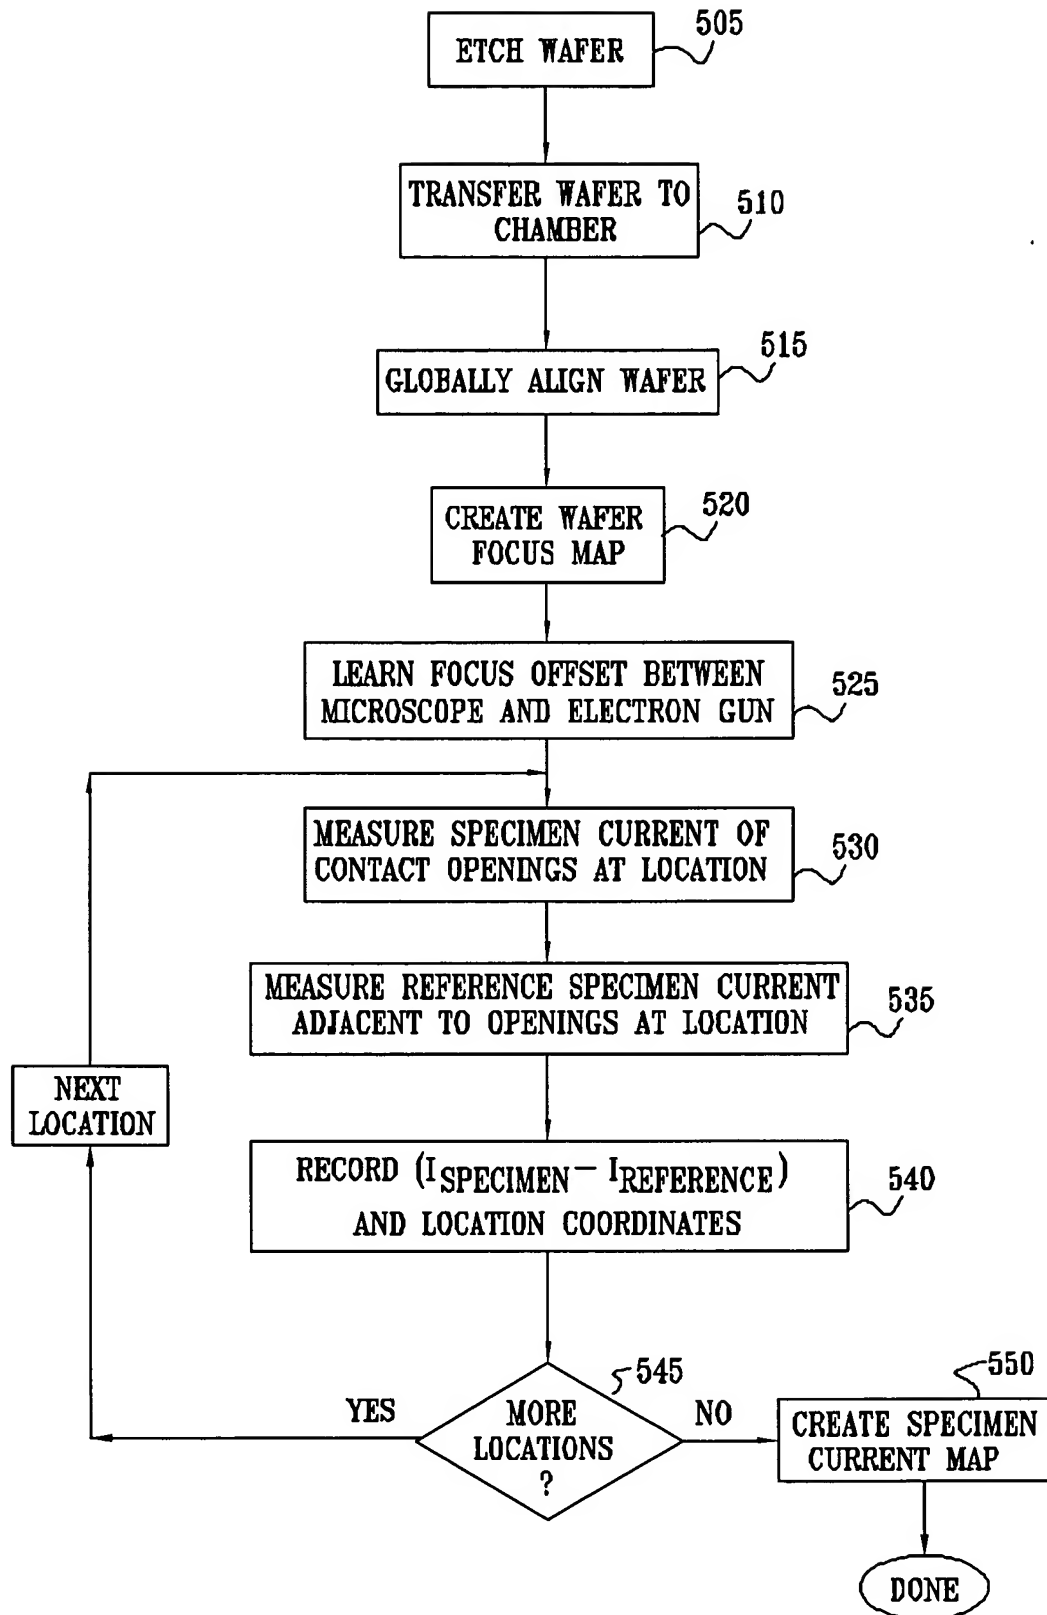 ETCH WAFER
505
TRANSFER WAFER TO
CHAMBER
510
GLOBALLY ALIGN WAFER
515
CREATE WAFER
FOCUS MAP
520
LEARN FOCUS OFFSET BETWEEN
MICROSCOPE AND ELECTRON GUN
525
MEASURE SPECIMEN CURRENT OF
CONTACT OPENINGS AT LOCATION
530
MEASURE REFERENCE SPECIMEN CURRENT
ADJACENT TO OPENINGS AT LOCATION
535
NEXT
LOCATION
RECORD (I SPECIMEN - I REFERENCE)
AND LOCATION COORDINATES
540
545
YES
MORE
LOCATIONS
?
NO
550
CREATE SPECIMEN
CURRENT MAP
DONE